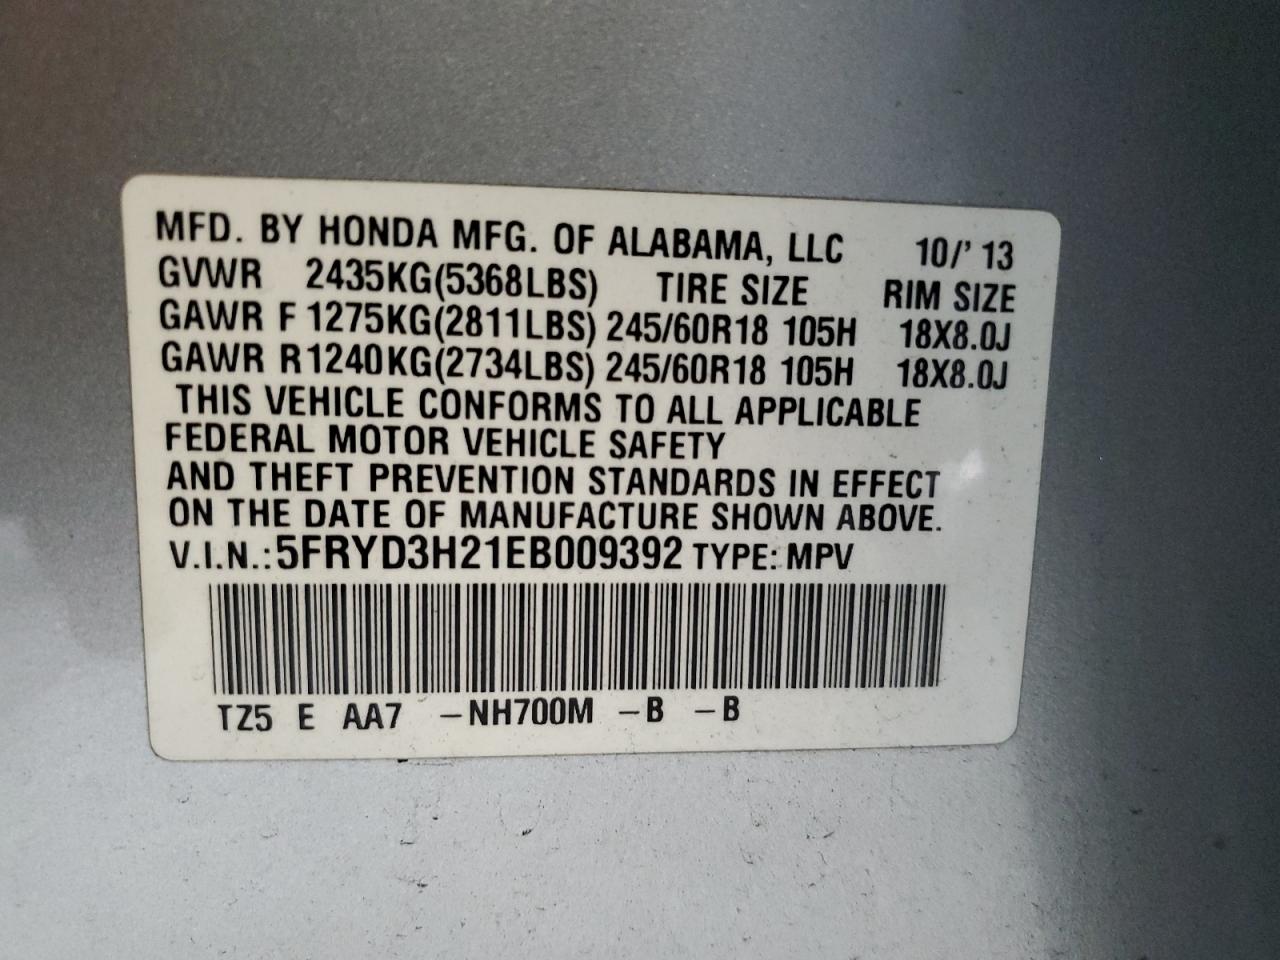 MFD. BY HONDA MFG. OF ALABAMA, LLC 10/' 13
GVWR 2435KG(5368LBS) TIRE SIZE RIM SIZE
GAWR F 1275KG(2811LBS) 245/60R18 105H 18X8.0J
GAWR R 1240KG(2734LBS) 245/60R18 105H 18X8.0J
THIS VEHICLE CONFORMS TO ALL APPLICABLE
FEDERAL MOTOR VEHICLE SAFETY
AND THEFT PREVENTION STANDARDS IN EFFECT
ON THE DATE OF MANUFACTURE SHOWN ABOVE.
V.I.N.: 5FRYD3H21EB009392 TYPE: MPV
TZ5 E AA7 -NH700M -B -B